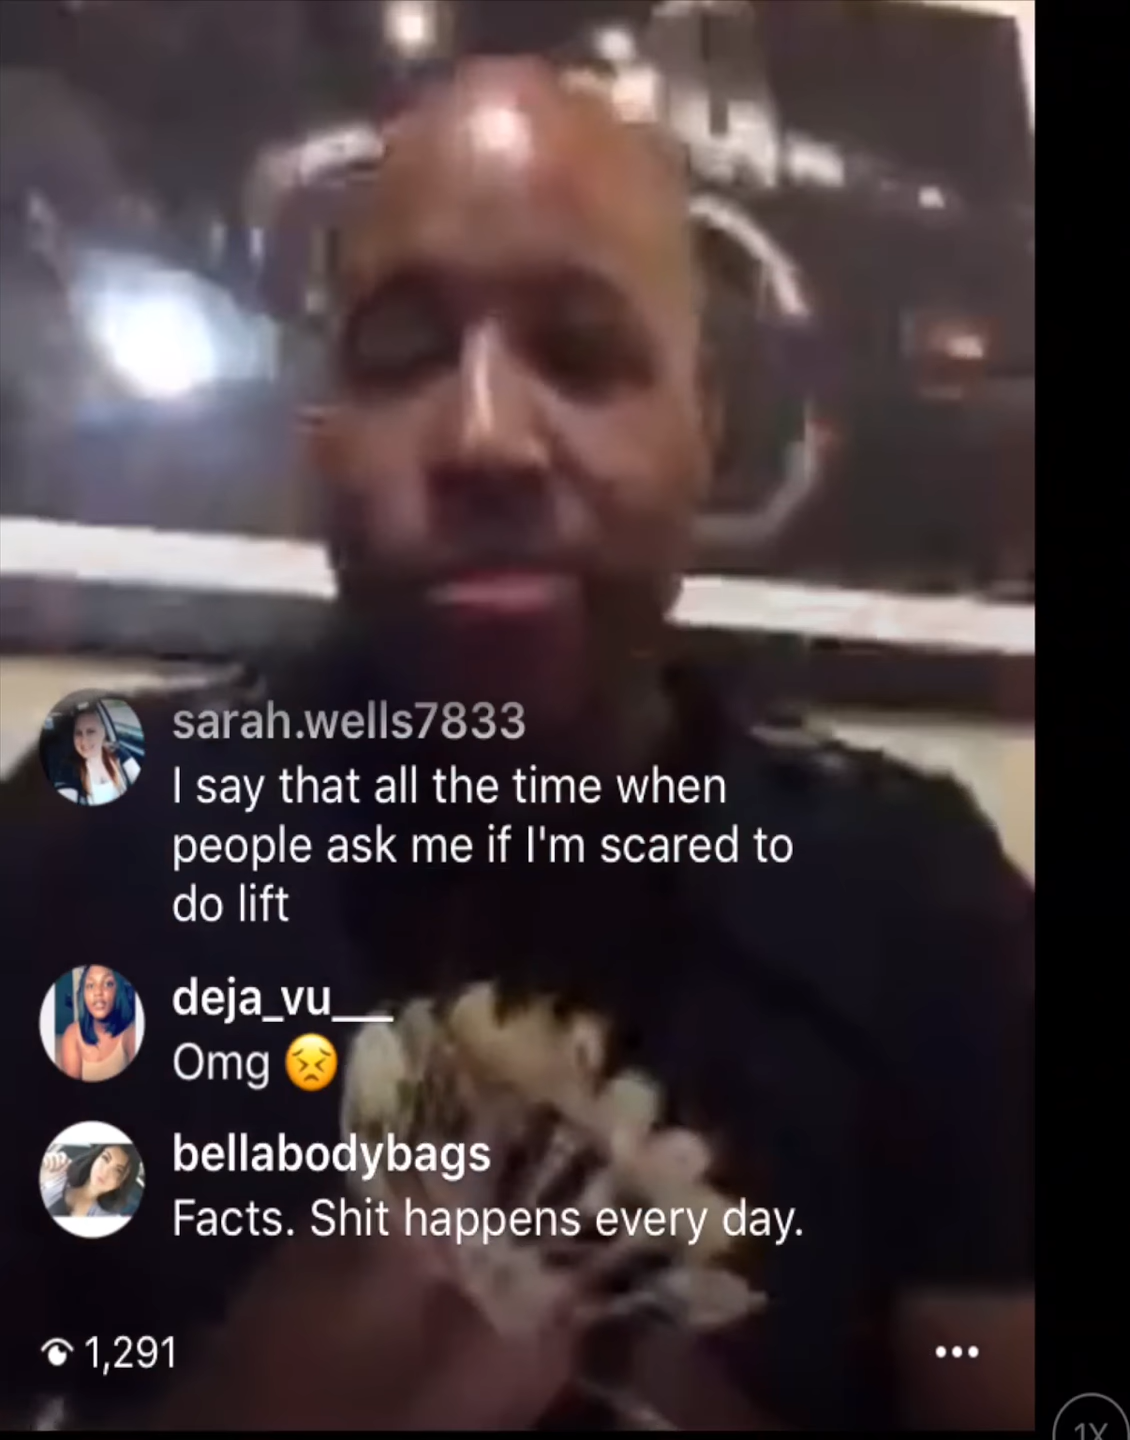 sarah.wells7833
I say that all the time when
people ask me if I'm scared to
do lift
deja_vu___
Omg 😣
bellabodybags
Facts. Shit happens every day.
1,291
1X